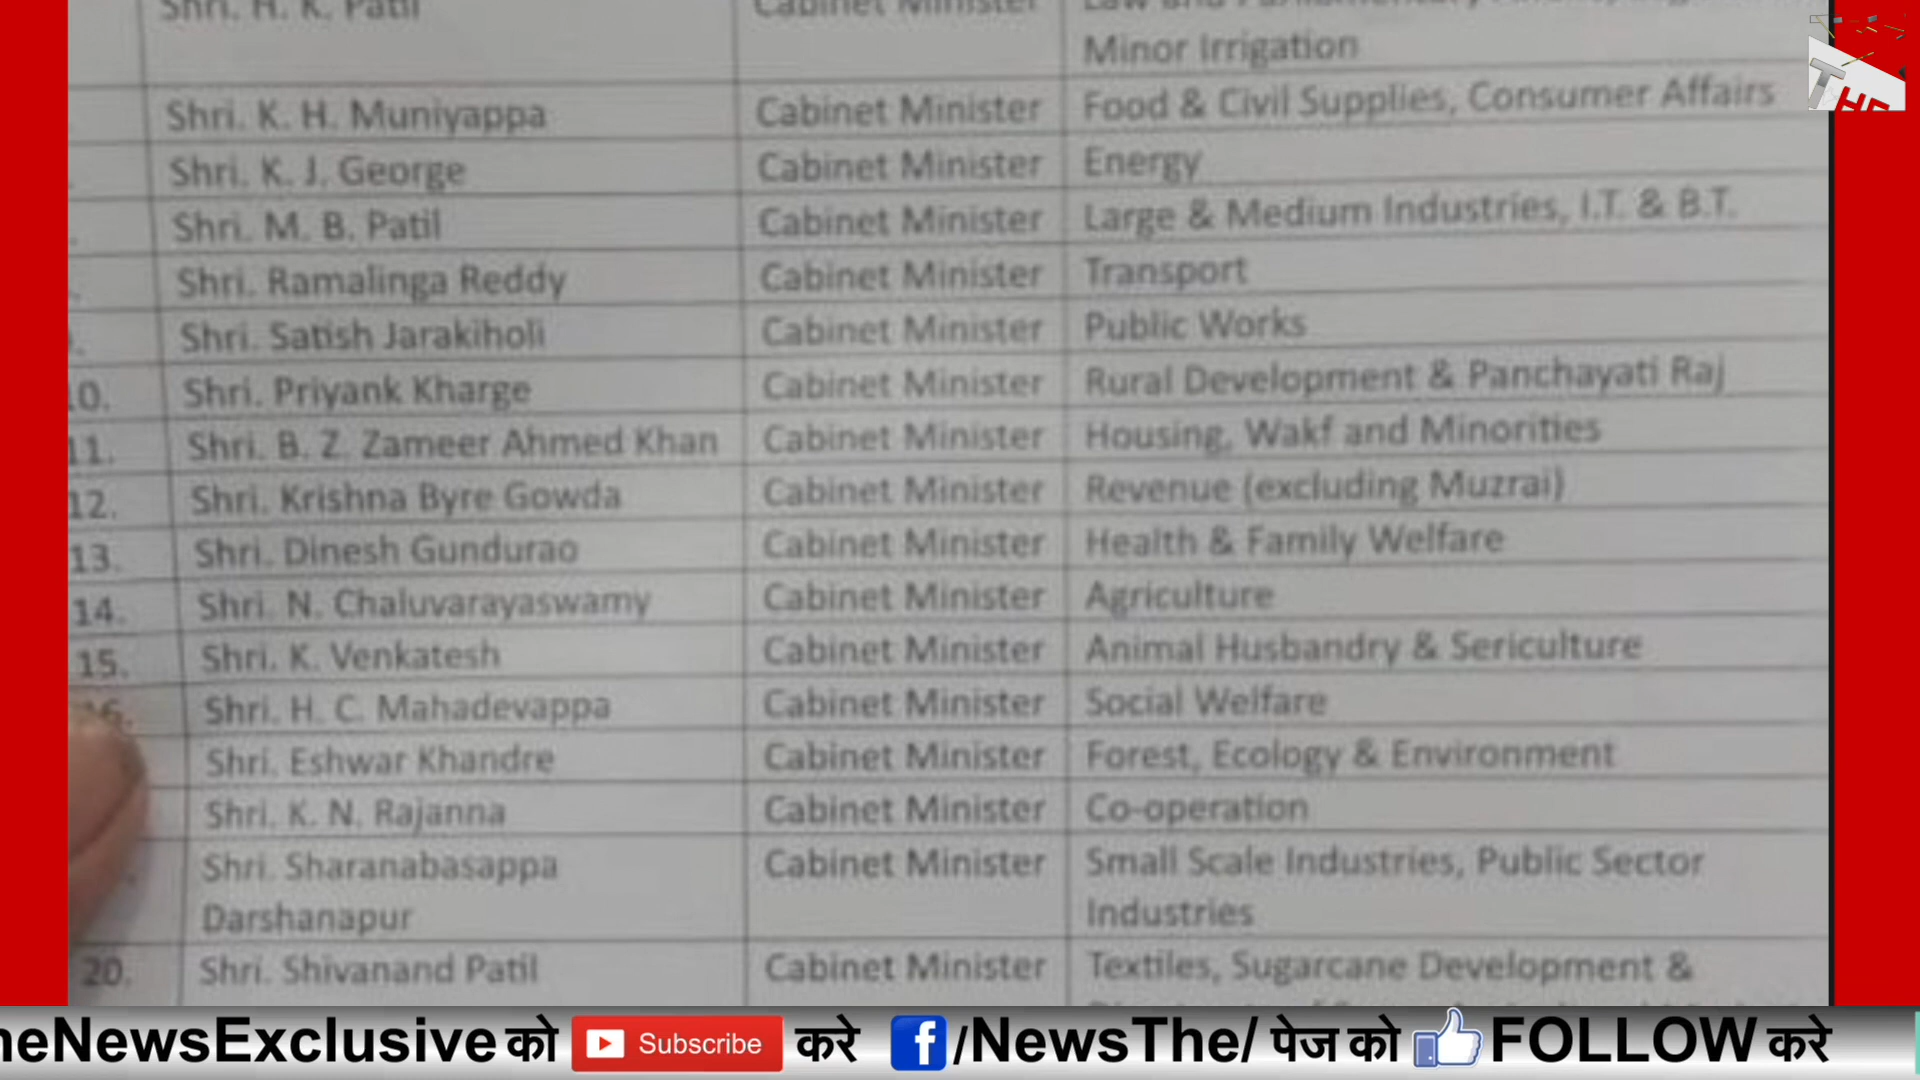 Shri. H. K. Patil Cabinet Minister Law and Parliamentary
Minor Irrigation
Shri. K. H. Muniyappa Cabinet Minister Food & Civil Supplies, Consumer Affairs
Shri. K. J. George Cabinet Minister Energy
Shri. M. B. Patil Cabinet Minister Large & Medium Industries, I.T. & B.T.
Shri. Ramalinga Reddy Cabinet Minister Transport
Shri. Satish Jarakiholi Cabinet Minister Public Works
10. Shri. Priyank Kharge Cabinet Minister Rural Development & Panchayati Raj
11. Shri. B. Z. Zameer Ahmed Khan Cabinet Minister Housing, Wakf and Minorities
12. Shri. Krishna Byre Gowda Cabinet Minister Revenue (excluding Muzrai)
13. Shri. Dinesh Gundurao Cabinet Minister Health & Family Welfare
14. Shri. N. Chaluvarayaswamy Cabinet Minister Agriculture
15. Shri. K. Venkatesh Cabinet Minister Animal Husbandry & Sericulture
16. Shri. H. C. Mahadevappa Cabinet Minister Social Welfare
Shri. Eshwar Khandre Cabinet Minister Forest, Ecology & Environment
Shri. K. N. Rajanna Cabinet Minister Co-operation
Shri. Sharanabasappa Cabinet Minister Small Scale Industries, Public Sector
Darshanapur Industries
20. Shri. Shivanand Patil Cabinet Minister Textiles, Sugarcane Development &
THE
heNewsExclusive को Subscribe करे f/NewsThe/ पेज को FOLLOW करे